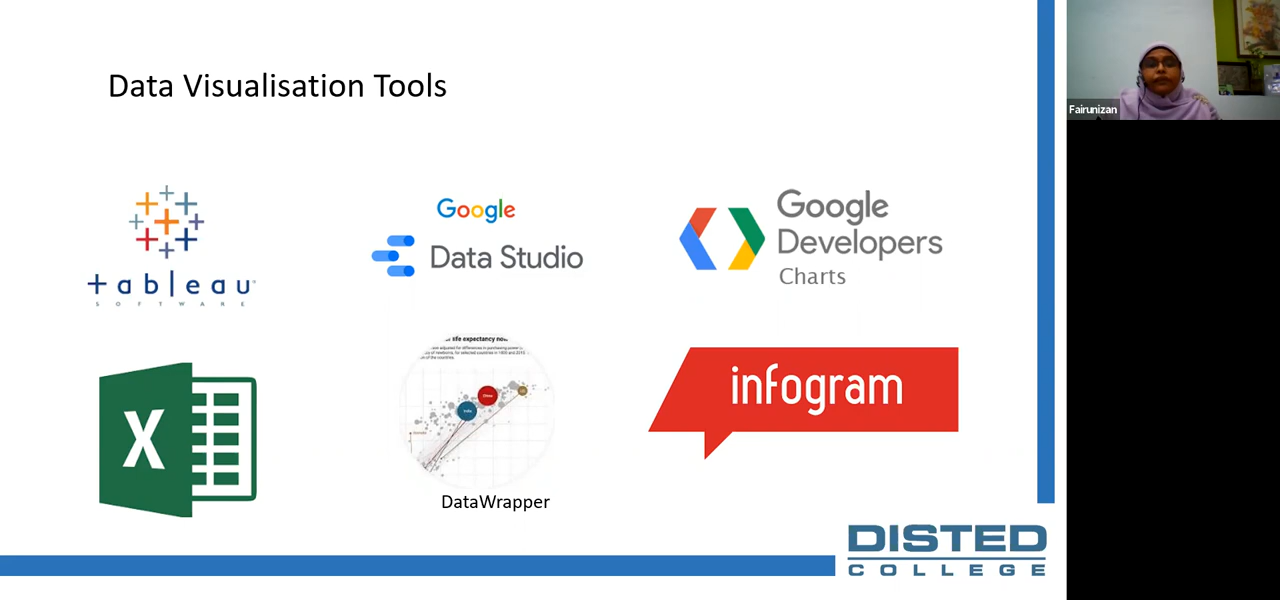 Data Visualisation Tools
Fairunizan
tableau
SOFTWARE
Google
Data Studio
Google
Developers
Charts
X
life expectancy
infogram
DataWrapper
DISTED
COLLEGE